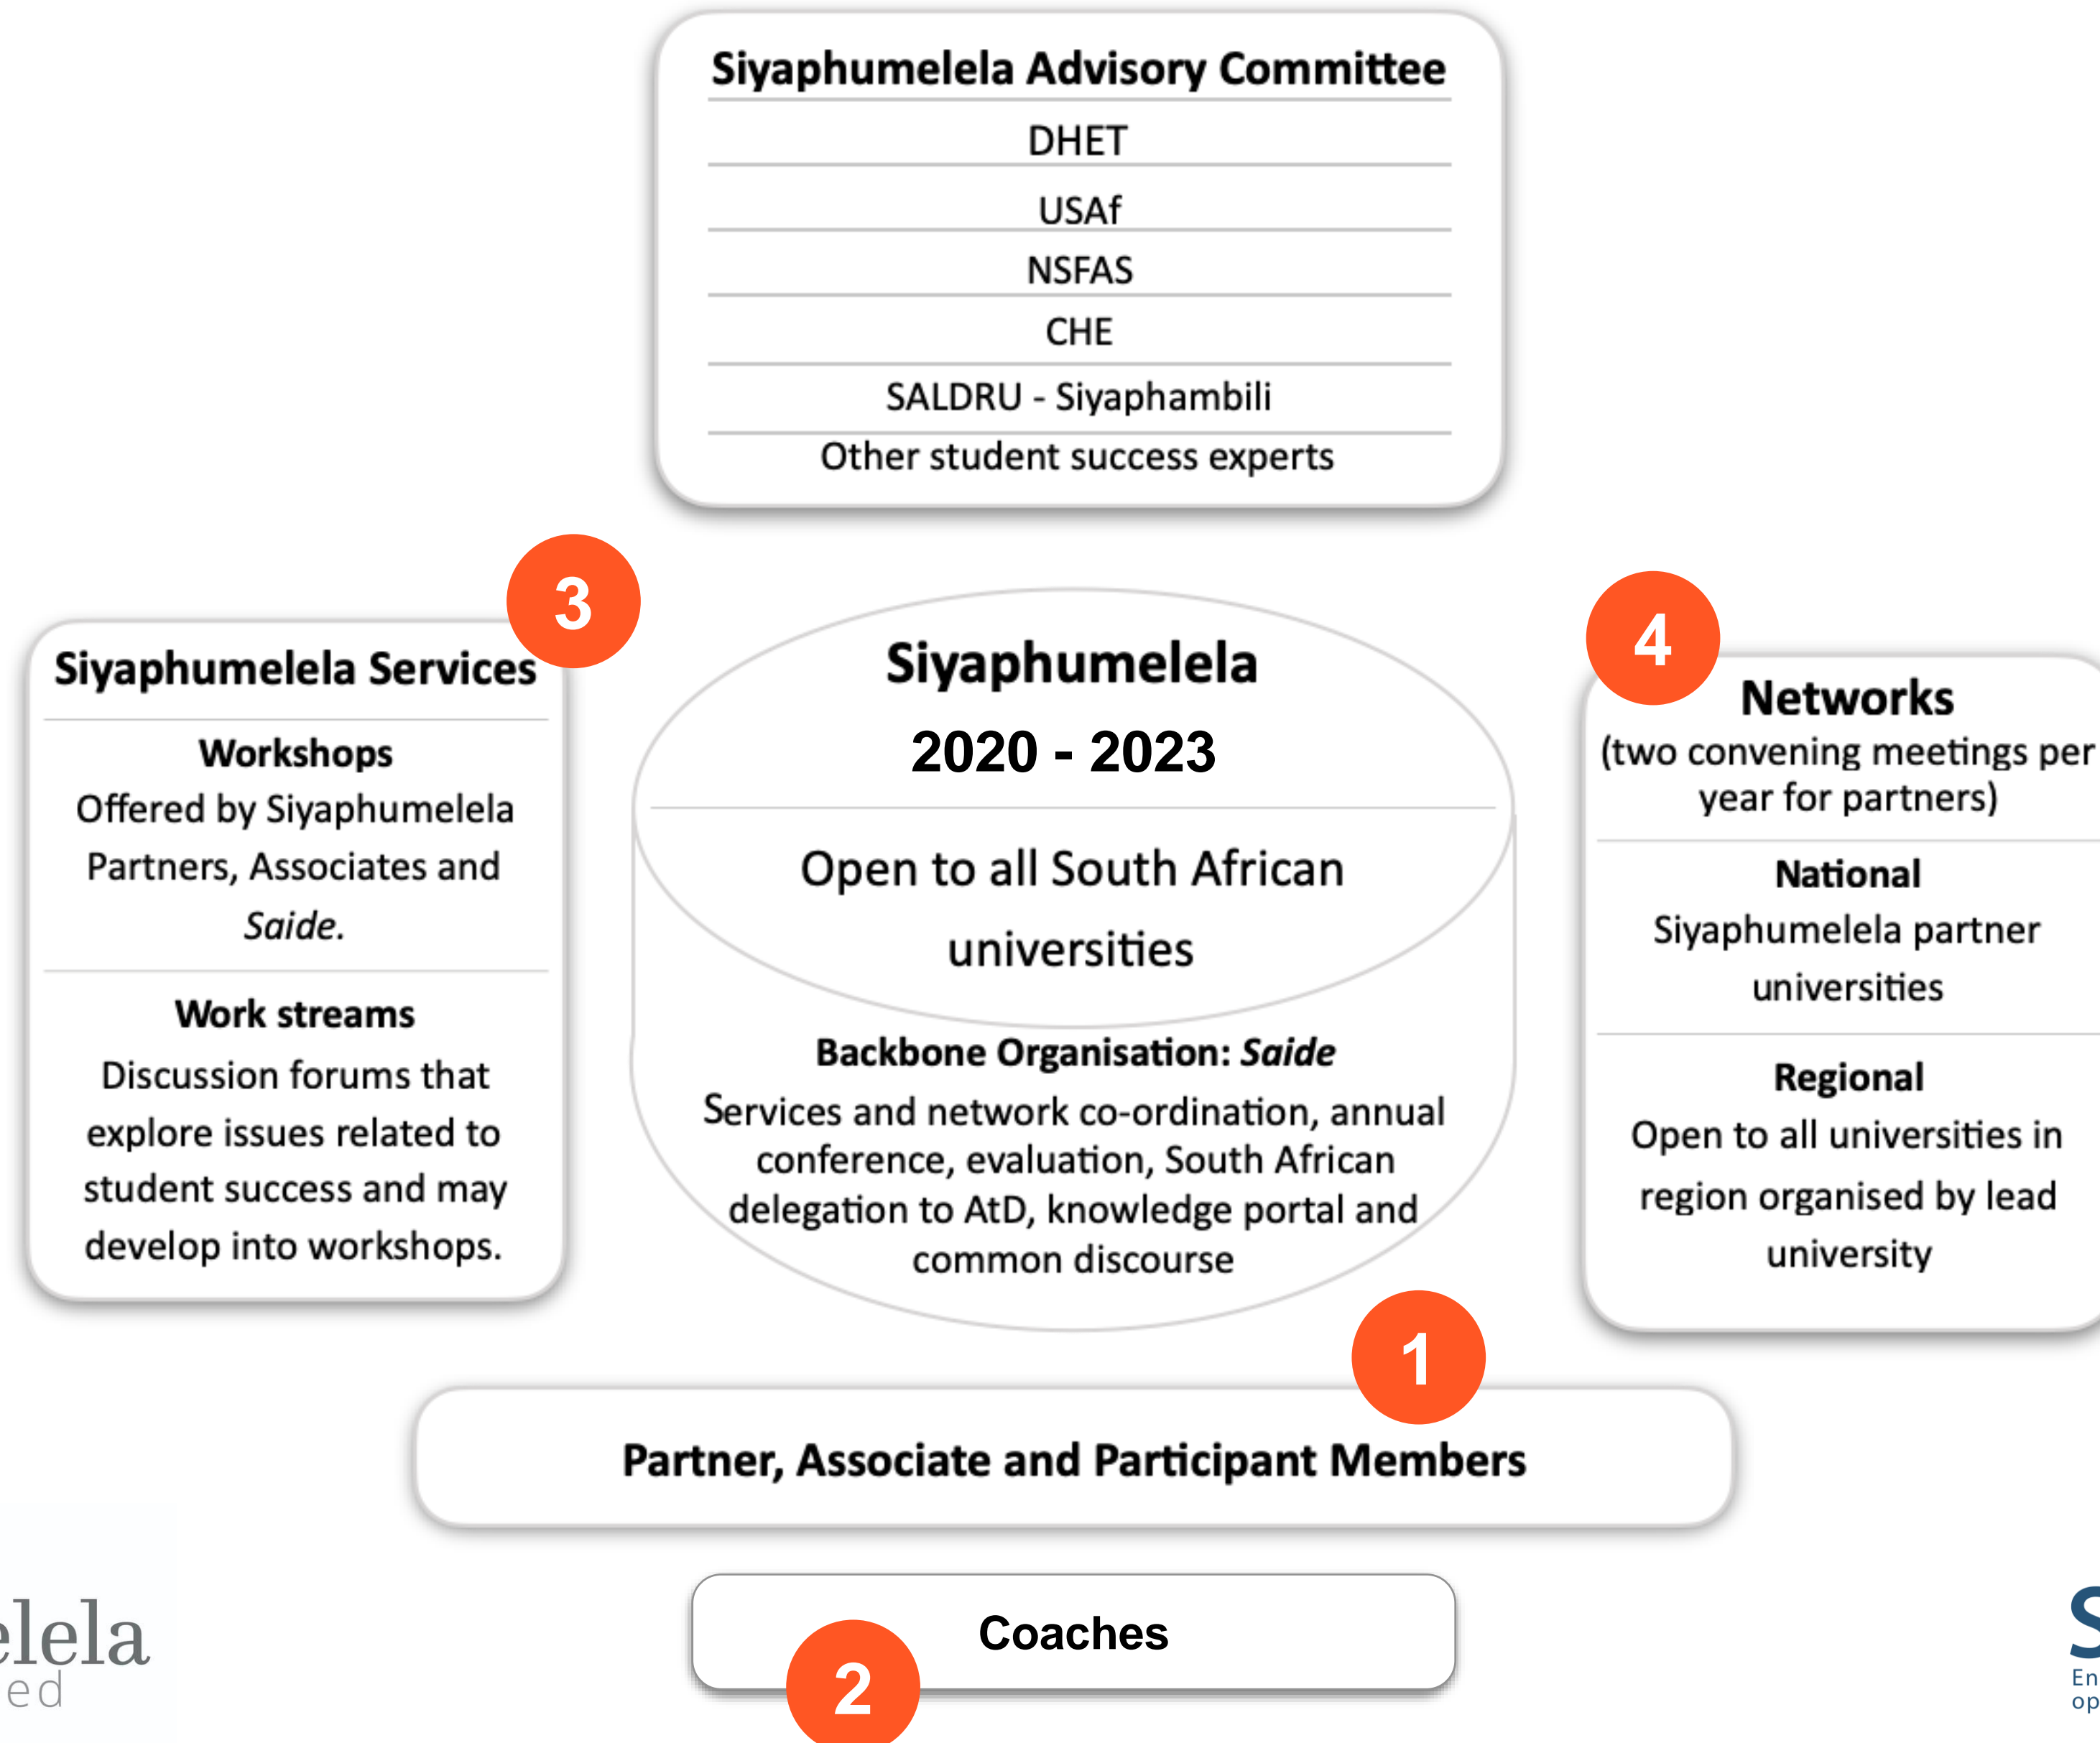 Siyaphumelela Advisory Committee
DHET
USAf
NSFAS
CHE
SALDRU - Siyaphambili
Other student success experts
3
Siyaphumelela Services
Workshops
Offered by Siyaphumelela
Partners, Associates and
Saide.
Work streams
Discussion forums that
explore issues related to
student success and may
develop into workshops.
Siyaphumelela
2020 - 2023
Open to all South African
universities
Backbone Organisation: Saide
Services and network co-ordination, annual
conference, evaluation, South African
delegation to AtD, knowledge portal and
common discourse
4
Networks
(two convening meetings per
year for partners)
National
Siyaphumelela partner
universities
Regional
Open to all universities in
region organised by lead
university
1
Partner, Associate and Participant Members
Coaches
2
elela
ed
S
En
op